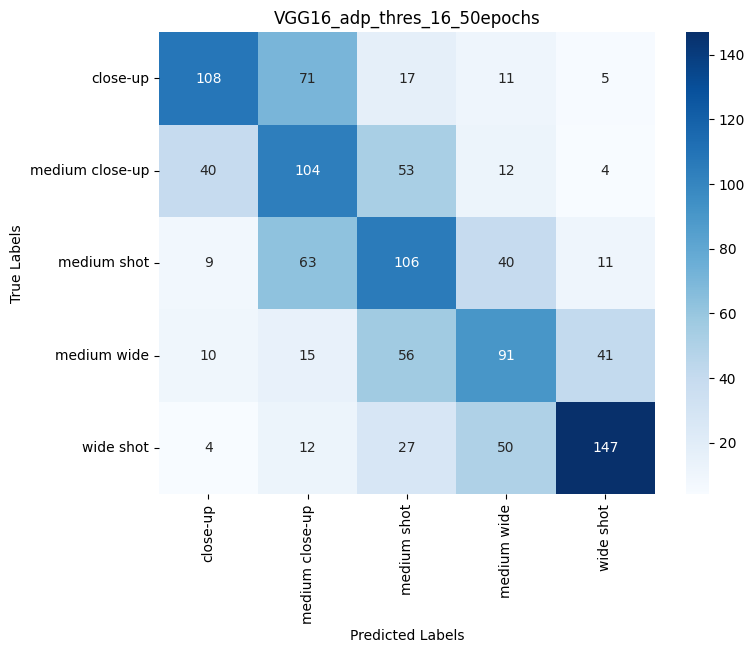 VGG16_adp_thres_16_50epochs
True Labels
close-up 108 71 17 11 5
medium close-up 40 104 53 12 4
medium shot 9 63 106 40 11
medium wide 10 15 56 91 41
wide shot 4 12 27 50 147
close-up
medium close-up
medium shot
medium wide
wide shot
Predicted Labels
140
120
100
80
60
40
20